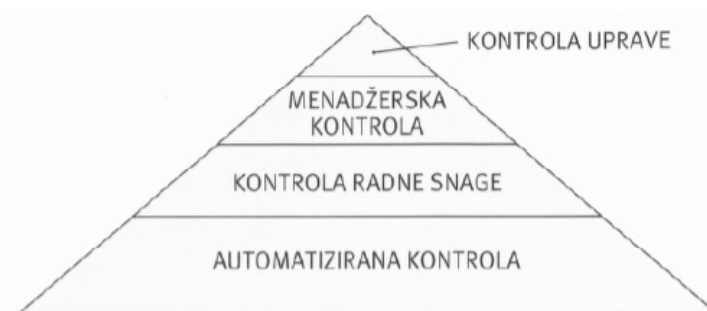 KONTROLA UPRAVE
MENADŽERSKA
KONTROLA
KONTROLA RADNE SNAGE
AUTOMATIZIRANA KONTROLA